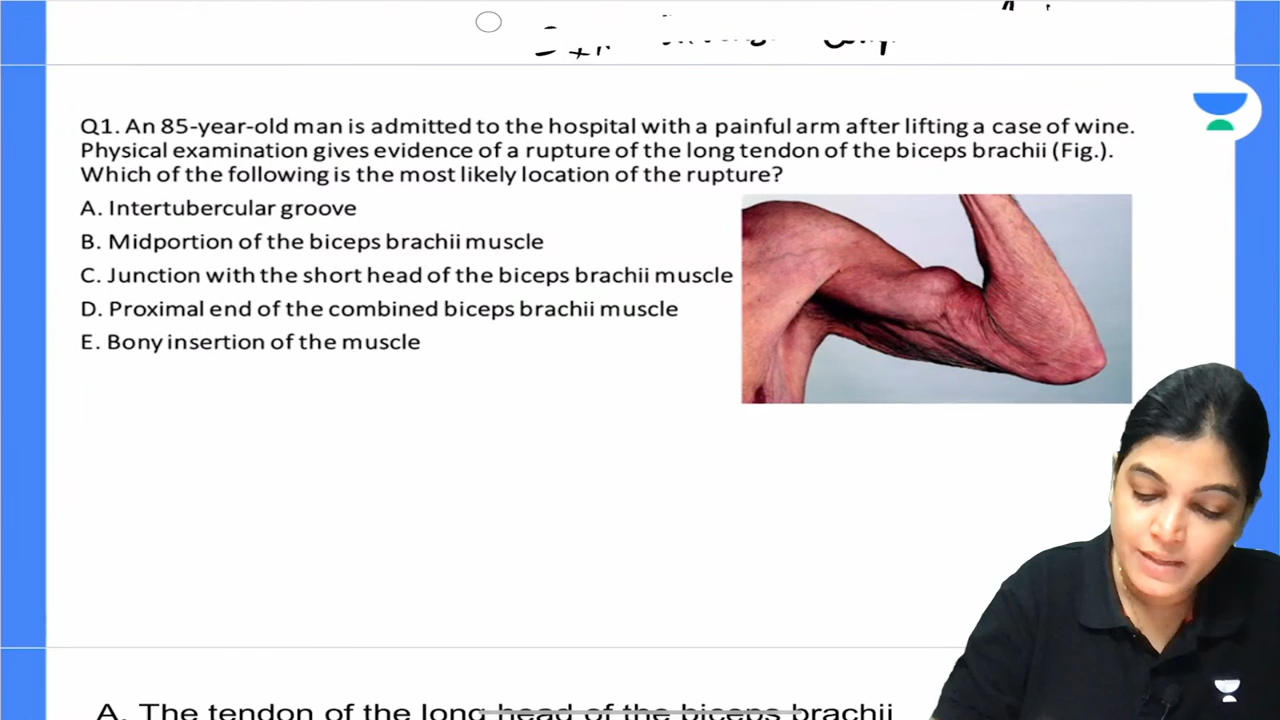 Q1. An 85-year-old man is admitted to the hospital with a painful arm after lifting a case of wine.
Physical examination gives evidence of a rupture of the long tendon of the biceps brachii (Fig.).
Which of the following is the most likely location of the rupture?
A. Intertubercular groove
B. Midportion of the biceps brachii muscle
C. Junction with the short head of the biceps brachii muscle
D. Proximal end of the combined biceps brachii muscle
E. Bony insertion of the muscle
A. The tendon of the long head of the biceps brachii